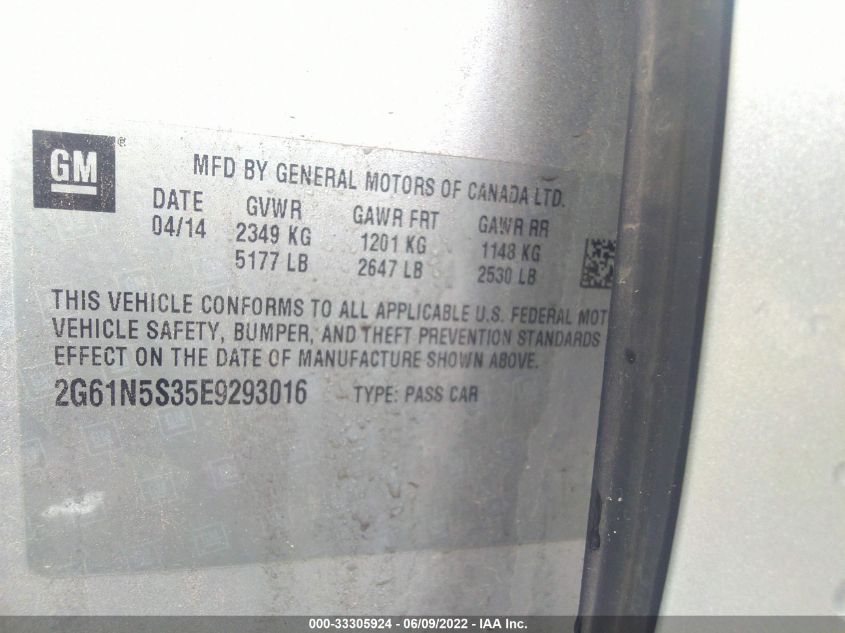 GM ®
MFD BY GENERAL MOTORS OF CANADA LTD.
DATE GVWR GAWR FRT GAWR RR
04/14 2349 KG 1201 KG 1148 KG
5177 LB 2647 LB 2530 LB
THIS VEHICLE CONFORMS TO ALL APPLICABLE U.S. FEDERAL MOT
VEHICLE SAFETY, BUMPER, AND THEFT PREVENTION STANDARDS
EFFECT ON THE DATE OF MANUFACTURE SHOWN ABOVE.
2G61N5S35E9293016 TYPE: PASS CAR
000-33305924 - 06/09/2022 - IAA Inc.